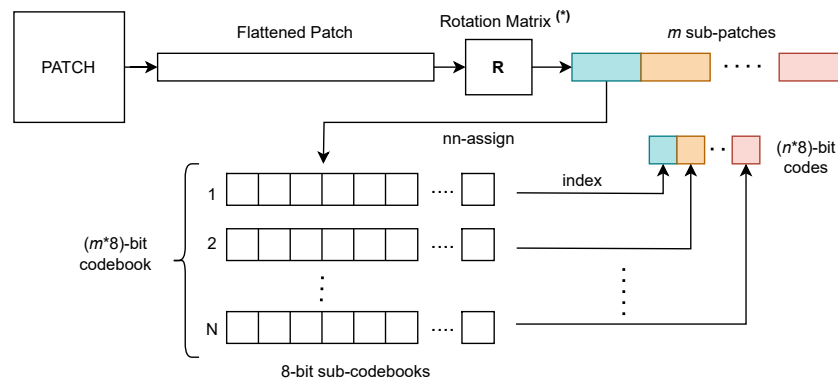 Rotation Matrix (*)
Flattened Patch
m sub-patches
PATCH
R
....
nn-assign
(n*8)-bit
codes
..
index
1
....
(m*8)-bit
codebook
2
....
N
....
8-bit sub-codebooks